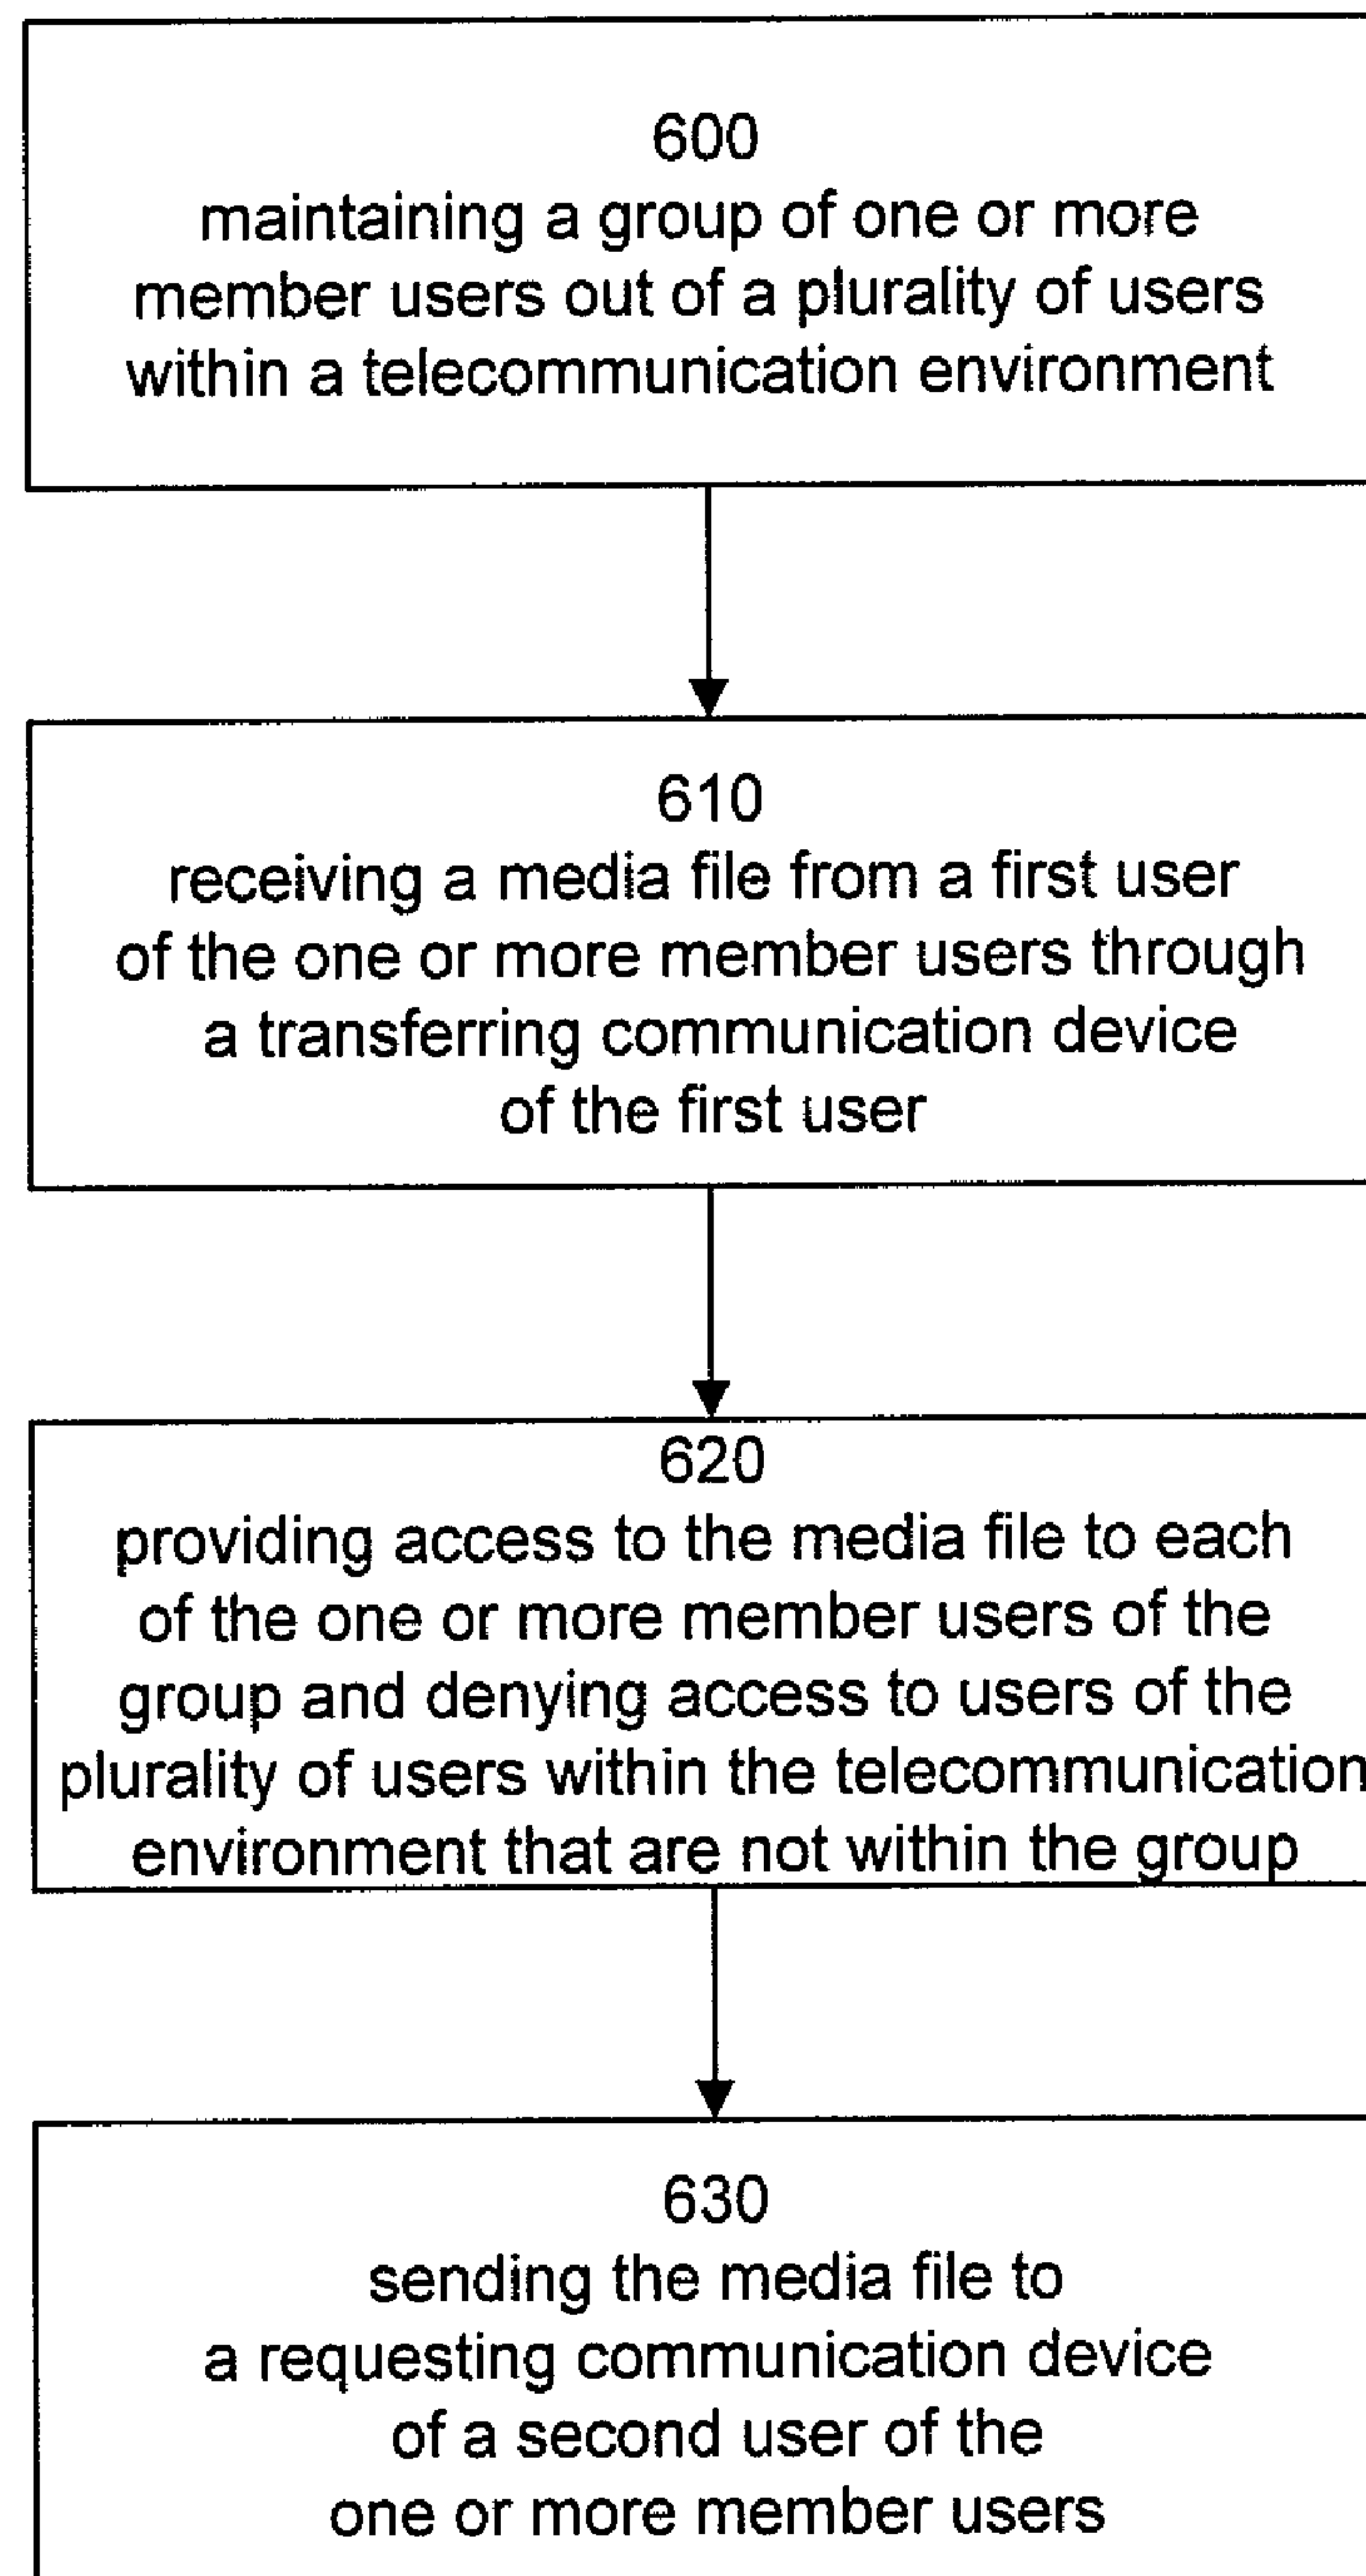 600
maintaining a group of one or more
member users out of a plurality of users
within a telecommunication environment
610
receiving a media file from a first user
of the one or more member users through
a transferring communication device
of the first user
620
providing access to the media file to each
of the one or more member users of the
group and denying access to users of the
plurality of users within the telecommunication
environment that are not within the group
630
sending the media file to
a requesting communication device
of a second user of the
one or more member users